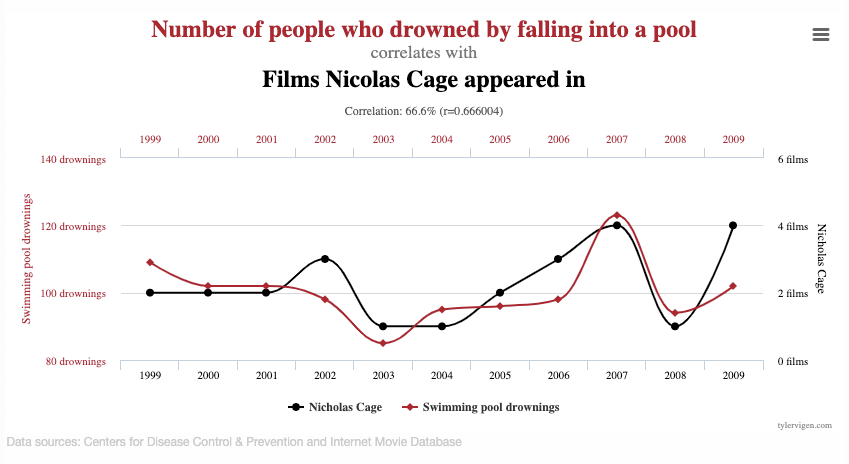 Number of people who drowned by falling into a pool
correlates with
Films Nicolas Cage appeared in
Correlation: 66.6% (r=0.666004)
1999 2000 2001 2002 2003 2004 2005 2006 2007 2008 2009
140 drownings 6 films
120 drownings 4 films
100 drownings 2 films
80 drownings 0 films
Swimming pool drownings
Nicholas Cage
1999 2000 2001 2002 2003 2004 2005 2006 2007 2008 2009
Nicholas Cage Swimming pool drownings
tylervigen.com
Data sources: Centers for Disease Control & Prevention and Internet Movie Database